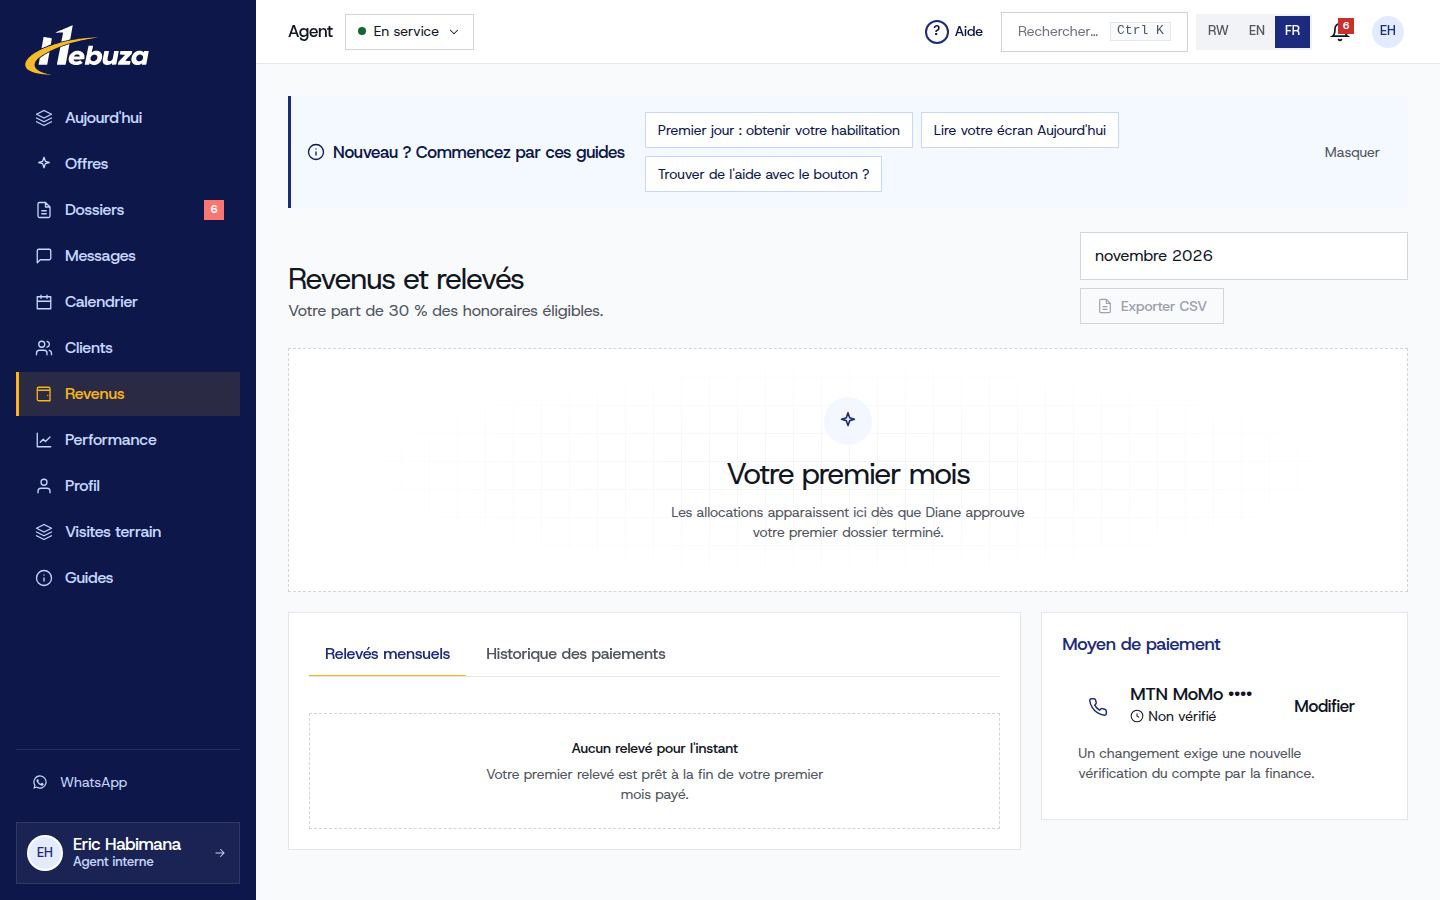 Hebuza
Aujourd'hui
Offres
Dossiers
6
Messages
Calendrier
Clients
Revenus
Performance
Profil
Visites terrain
Guides
WhatsApp
EH
Eric Habimana
Agent interne
Agent
En service
? Aide
Rechercher…
Ctrl K
RW
EN
FR
6
EH
Nouveau ? Commencez par ces guides
Premier jour : obtenir votre habilitation
Lire votre écran Aujourd'hui
Trouver de l'aide avec le bouton ?
Masquer
Revenus et relevés
Votre part de 30 % des honoraires éligibles.
novembre 2026
Exporter CSV
Votre premier mois
Les allocations apparaissent ici dès que Diane approuve
votre premier dossier terminé.
Relevés mensuels
Historique des paiements
Aucun relevé pour l'instant
Votre premier relevé est prêt à la fin de votre premier
mois payé.
Moyen de paiement
MTN MoMo ••••
Non vérifié
Modifier
Un changement exige une nouvelle
vérification du compte par la finance.